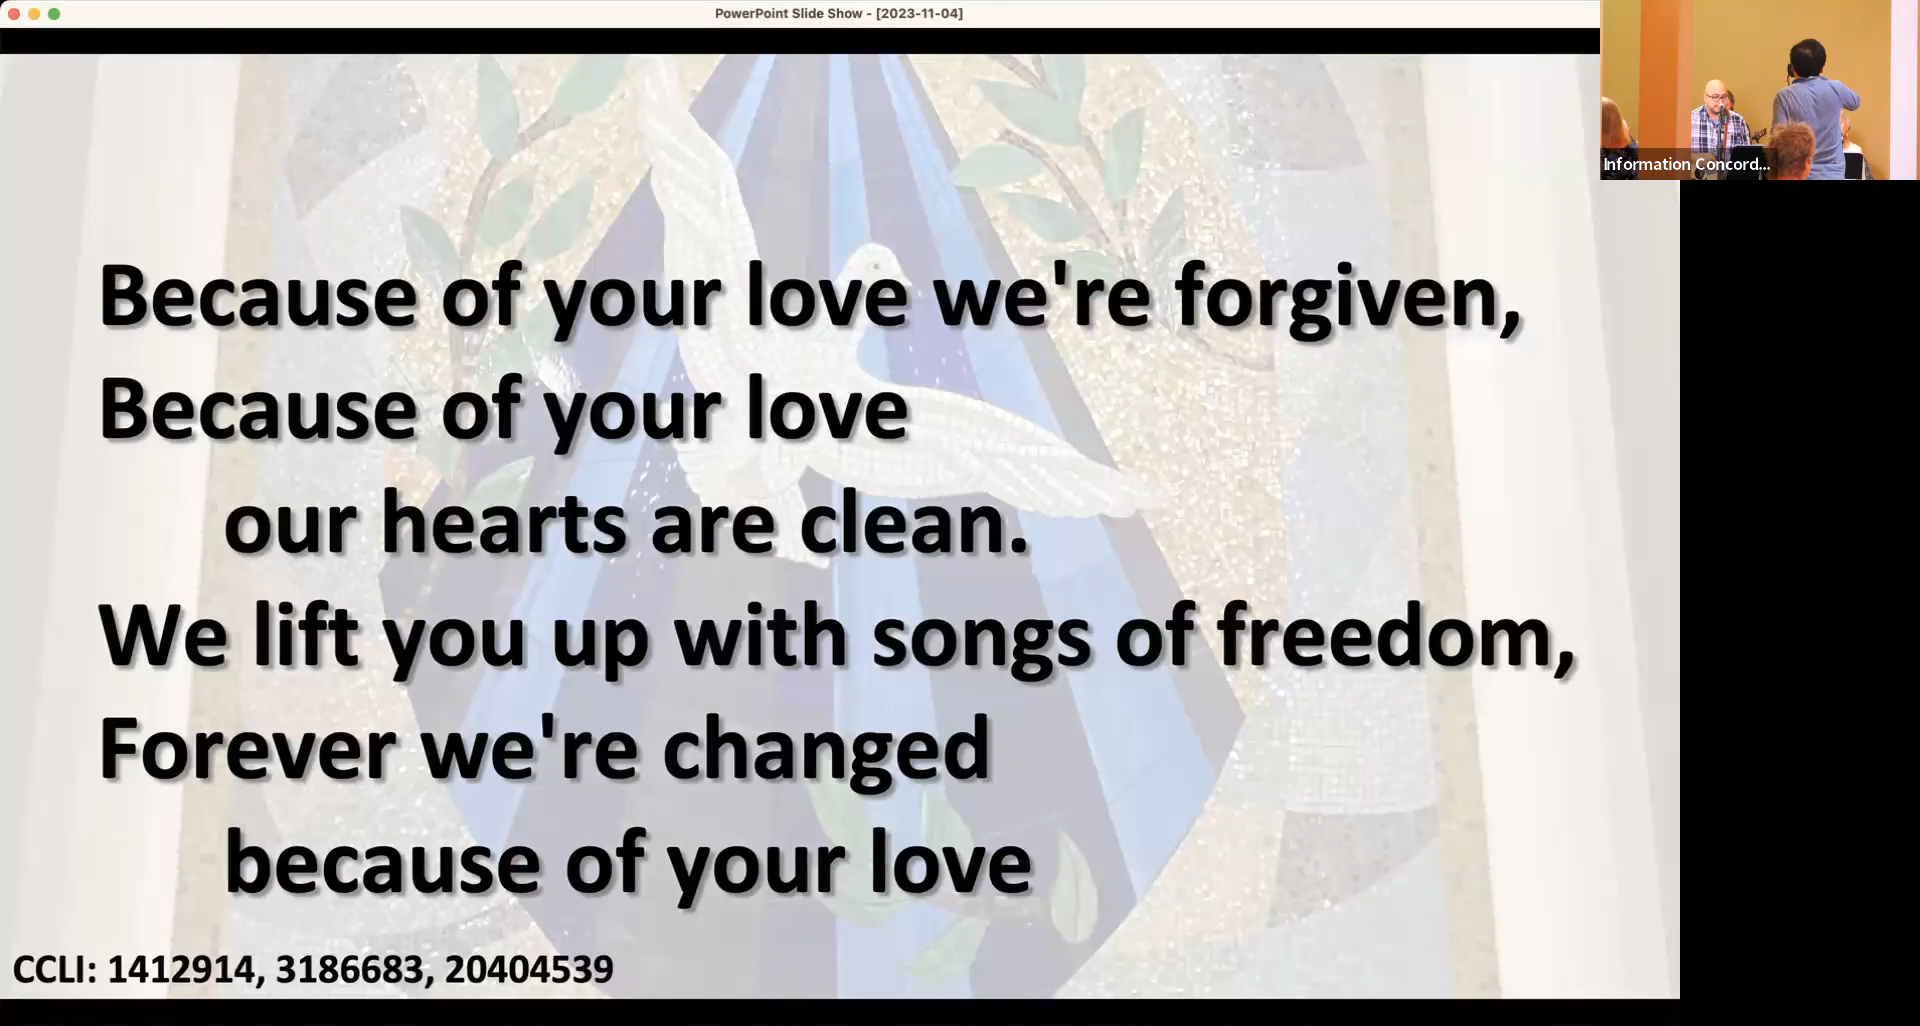 PowerPoint Slide Show - [2023-11-04]
Information Concord...
Because of your love we're forgiven,
Because of your love
our hearts are clean.
We lift you up with songs of freedom,
Forever we're changed
because of your love
CCLI: 1412914, 3186683, 20404539